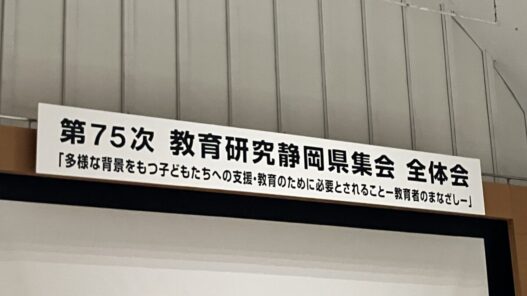 第75次 教育研究静岡県集会 全体会
「多様な背景をもつ子どもたちへの支援・教育のために必要とされることー教育者のまなざしー」